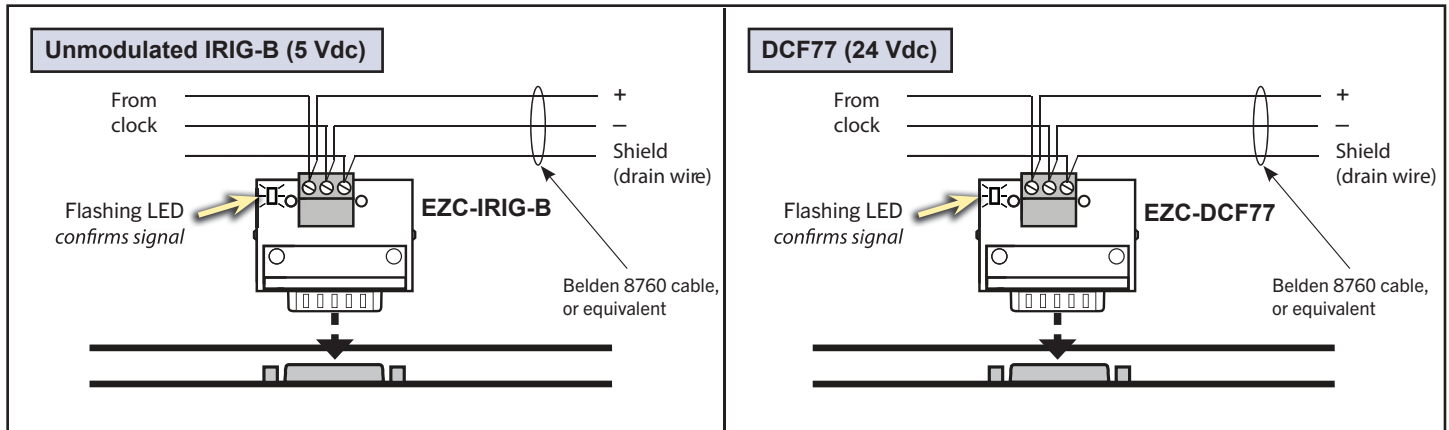 Unmodulated IRIG-B (5 Vdc)
From
clock
+
–
Shield
(drain wire)
Flashing LED
confirms signal
EZC-IRIG-B
Belden 8760 cable,
or equivalent
DCF77 (24 Vdc)
From
clock
+
–
Shield
(drain wire)
Flashing LED
confirms signal
EZC-DCF77
Belden 8760 cable,
or equivalent